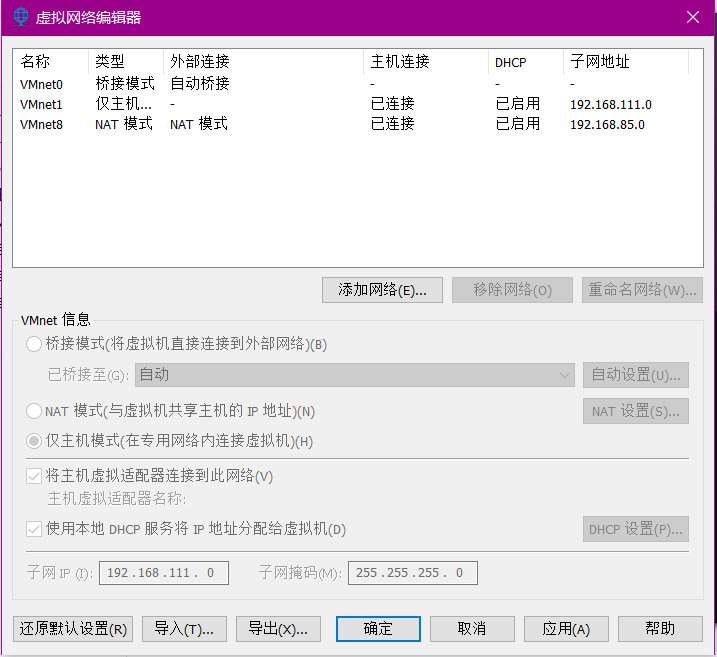 虚拟网络编辑器
名称 类型 外部连接 主机连接 DHCP 子网地址
VMnet0 桥接模式 自动桥接 - - -
VMnet1 仅主机... - 已连接 已启用 192.168.111.0
VMnet8 NAT 模式 NAT 模式 已连接 已启用 192.168.85.0
添加网络(E)... 移除网络(O) 重命名网络(W)...
VMnet 信息
桥接模式(将虚拟机直接连接到外部网络)(B)
已桥接至(G): 自动 自动设置(U)...
NAT 模式(与虚拟机共享主机的 IP 地址)(N) NAT 设置(S)...
仅主机模式(在专用网络内连接虚拟机)(H)
将主机虚拟适配器连接到此网络(V)
主机虚拟适配器名称:
使用本地 DHCP 服务将 IP 地址分配给虚拟机(D) DHCP 设置(P)...
子网 IP (I): 192.168.111. 0 子网掩码(M): 255.255.255. 0
还原默认设置(R) 导入(T)... 导出(X)... 确定 取消 应用(A) 帮助